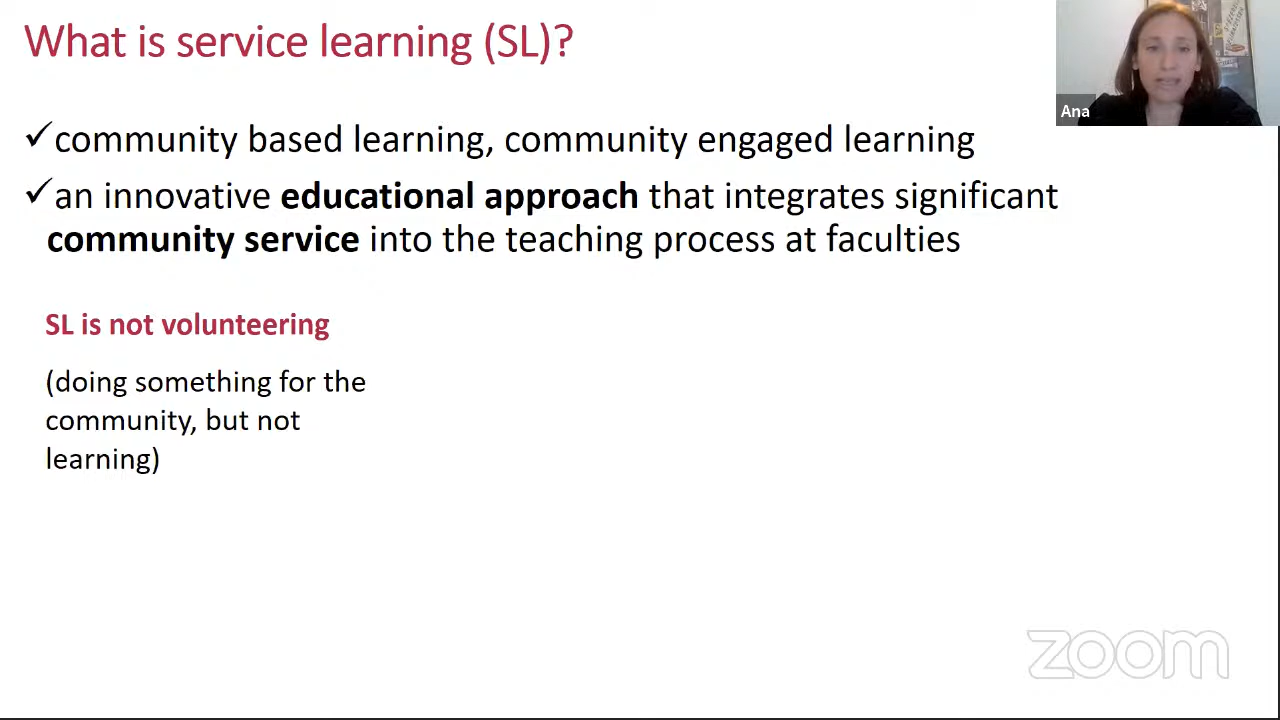 What is service learning (SL)?
Ana
✓community based learning, community engaged learning
✓an innovative educational approach that integrates significant
community service into the teaching process at faculties
SL is not volunteering
(doing something for the
community, but not
learning)
zoom